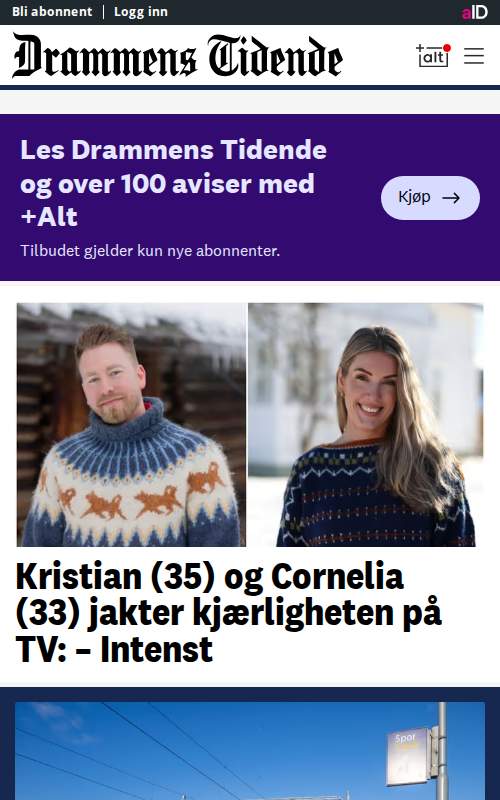 Bli abonnent | Logg inn
aID
Drammens Tidende
+alt
Les Drammens Tidende
og over 100 aviser med
+Alt
Kjøp →
Tilbudet gjelder kun nye abonnenter.
Kristian (35) og Cornelia
(33) jakter kjærligheten på
TV: – Intenst
Spor